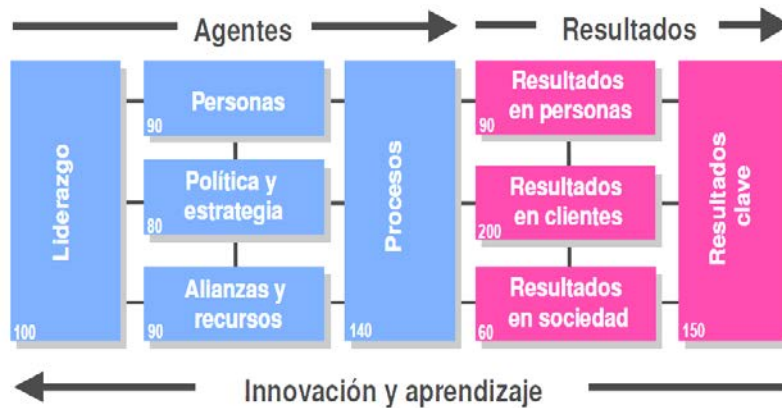 Agentes
Resultados
Liderazgo
100
Personas
90
Política y
estrategia
80
Alianzas y
recursos
90
Procesos
140
Resultados
en personas
90
Resultados
en clientes
200
Resultados
en sociedad
60
Resultados
clave
150
Innovación y aprendizaje